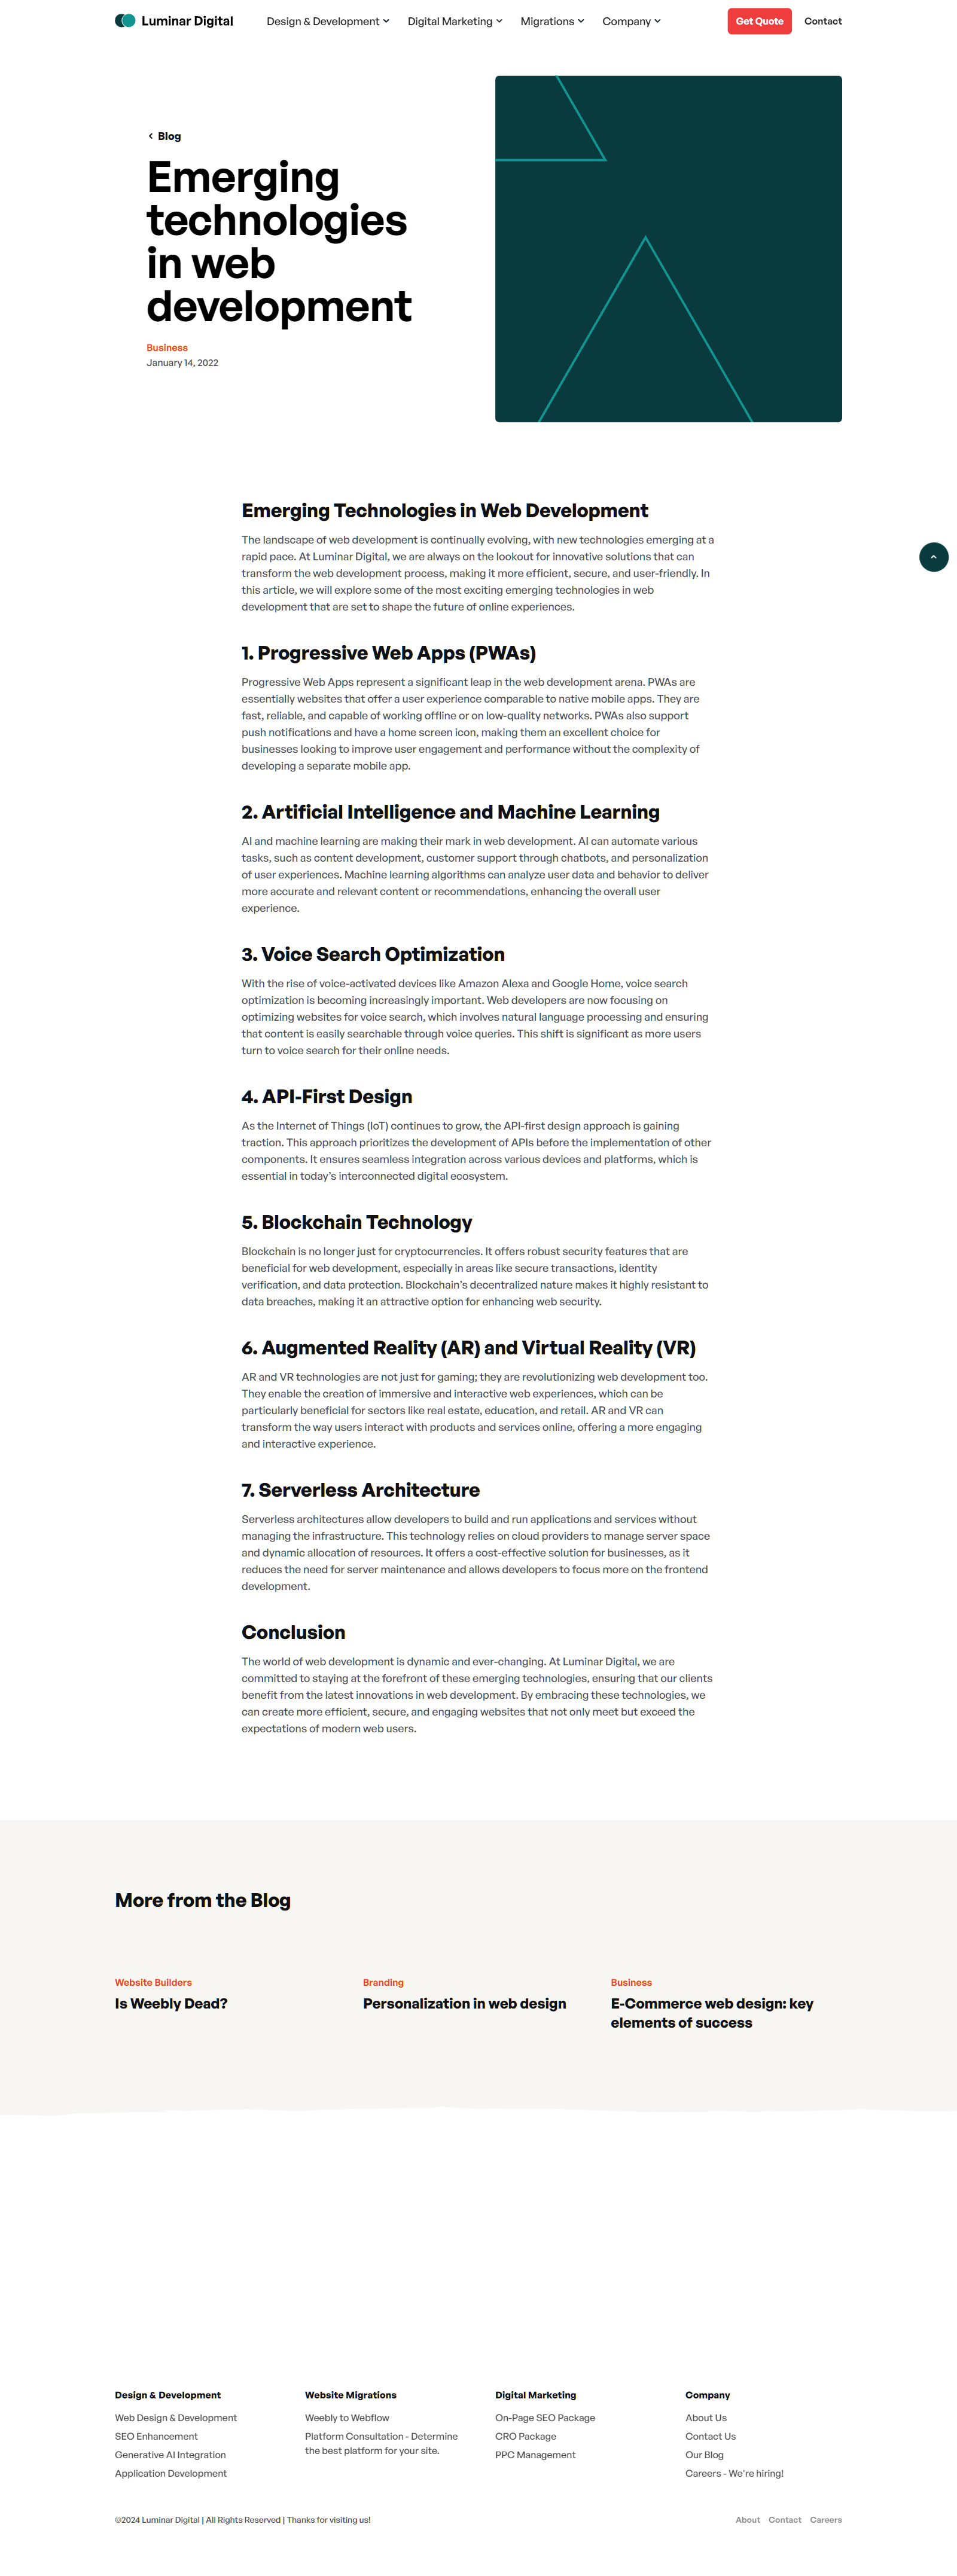 Luminar Digital
Design & Development
Digital Marketing
Migrations
Company
Get Quote
Contact
Blog
Emerging
technologies
in web
development
Business
January 14, 2022
Emerging Technologies in Web Development
The landscape of web development is continually evolving, with new technologies emerging at a
rapid pace. At Luminar Digital, we are always on the lookout for innovative solutions that can
transform the web development process, making it more efficient, secure, and user-friendly. In
this article, we will explore some of the most exciting emerging technologies in web
development that are set to shape the future of online experiences.
1. Progressive Web Apps (PWAs)
Progressive Web Apps represent a significant leap in the web development arena. PWAs are
essentially websites that offer a user experience comparable to native mobile apps. They are
fast, reliable, and capable of working offline or on low-quality networks. PWAs also support
push notifications and have a home screen icon, making them an excellent choice for
businesses looking to improve user engagement and performance without the complexity of
developing a separate mobile app.
2. Artificial Intelligence and Machine Learning
AI and machine learning are making their mark in web development. AI can automate various
tasks, such as content development, customer support through chatbots, and personalization
of user experiences. Machine learning algorithms can analyze user data and behavior to deliver
more accurate and relevant content or recommendations, enhancing the overall user
experience.
3. Voice Search Optimization
With the rise of voice-activated devices like Amazon Alexa and Google Home, voice search
optimization is becoming increasingly important. Web developers are now focusing on
optimizing websites for voice search, which involves natural language processing and ensuring
that content is easily searchable through voice queries. This shift is significant as more users
turn to voice search for their online needs.
4. API-First Design
As the Internet of Things (IoT) continues to grow, the API-first design approach is gaining
traction. This approach prioritizes the development of APIs before the implementation of other
components. It ensures seamless integration across various devices and platforms, which is
essential in today’s interconnected digital ecosystem.
5. Blockchain Technology
Blockchain is no longer just for cryptocurrencies. It offers robust security features that are
beneficial for web development, especially in areas like secure transactions, identity
verification, and data protection. Blockchain’s decentralized nature makes it highly resistant to
data breaches, making it an attractive option for enhancing web security.
6. Augmented Reality (AR) and Virtual Reality (VR)
AR and VR technologies are not just for gaming; they are revolutionizing web development too.
They enable the creation of immersive and interactive web experiences, which can be
particularly beneficial for sectors like real estate, education, and retail. AR and VR can
transform the way users interact with products and services online, offering a more engaging
and interactive experience.
7. Serverless Architecture
Serverless architectures allow developers to build and run applications and services without
managing the infrastructure. This technology relies on cloud providers to manage server space
and dynamic allocation of resources. It offers a cost-effective solution for businesses, as it
reduces the need for server maintenance and allows developers to focus more on the frontend
development.
Conclusion
The world of web development is dynamic and ever-changing. At Luminar Digital, we are
committed to staying at the forefront of these emerging technologies, ensuring that our clients
benefit from the latest innovations in web development. By embracing these technologies, we
can create more efficient, secure, and engaging websites that not only meet but exceed the
expectations of modern web users.
More from the Blog
Website Builders
Is Weebly Dead?
Branding
Personalization in web design
Business
E-Commerce web design: key
elements of success
Design & Development
Web Design & Development
SEO Enhancement
Generative AI Integration
Application Development
Website Migrations
Weebly to Webflow
Platform Consultation - Determine
the best platform for your site.
Digital Marketing
On-Page SEO Package
CRO Package
PPC Management
Company
About Us
Contact Us
Our Blog
Careers - We're hiring!
©2024 Luminar Digital | All Rights Reserved | Thanks for visiting us!
About
Contact
Careers